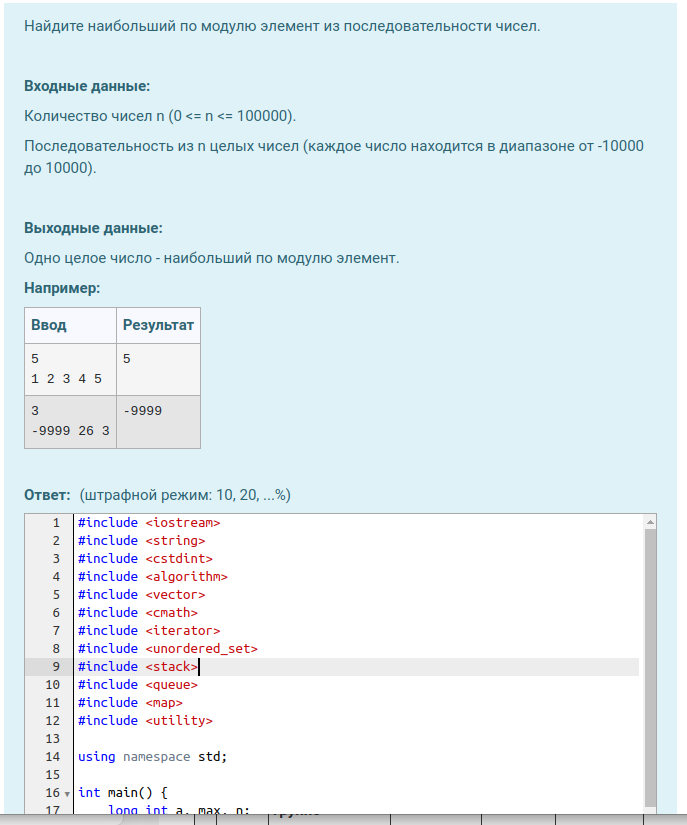 Найдите наибольший по модулю элемент из последовательности чисел.
Входные данные:
Количество чисел n (0 <= n <= 100000).
Последовательность из n целых чисел (каждое число находится в диапазоне от -10000
до 10000).
Выходные данные:
Одно целое число - наибольший по модулю элемент.
Например:
Ввод Результат
5 5
1 2 3 4 5
3 -9999
-9999 26 3
Ответ: (штрафной режим: 10, 20, ...%)
1 #include <iostream>
2 #include <string>
3 #include <cstdint>
4 #include <algorithm>
5 #include <vector>
6 #include <cmath>
7 #include <iterator>
8 #include <unordered_set>
9 #include <stack>
10 #include <queue>
11 #include <map>
12 #include <utility>
13
14 using namespace std;
15
16 int main() {
17 long int a, max, n;